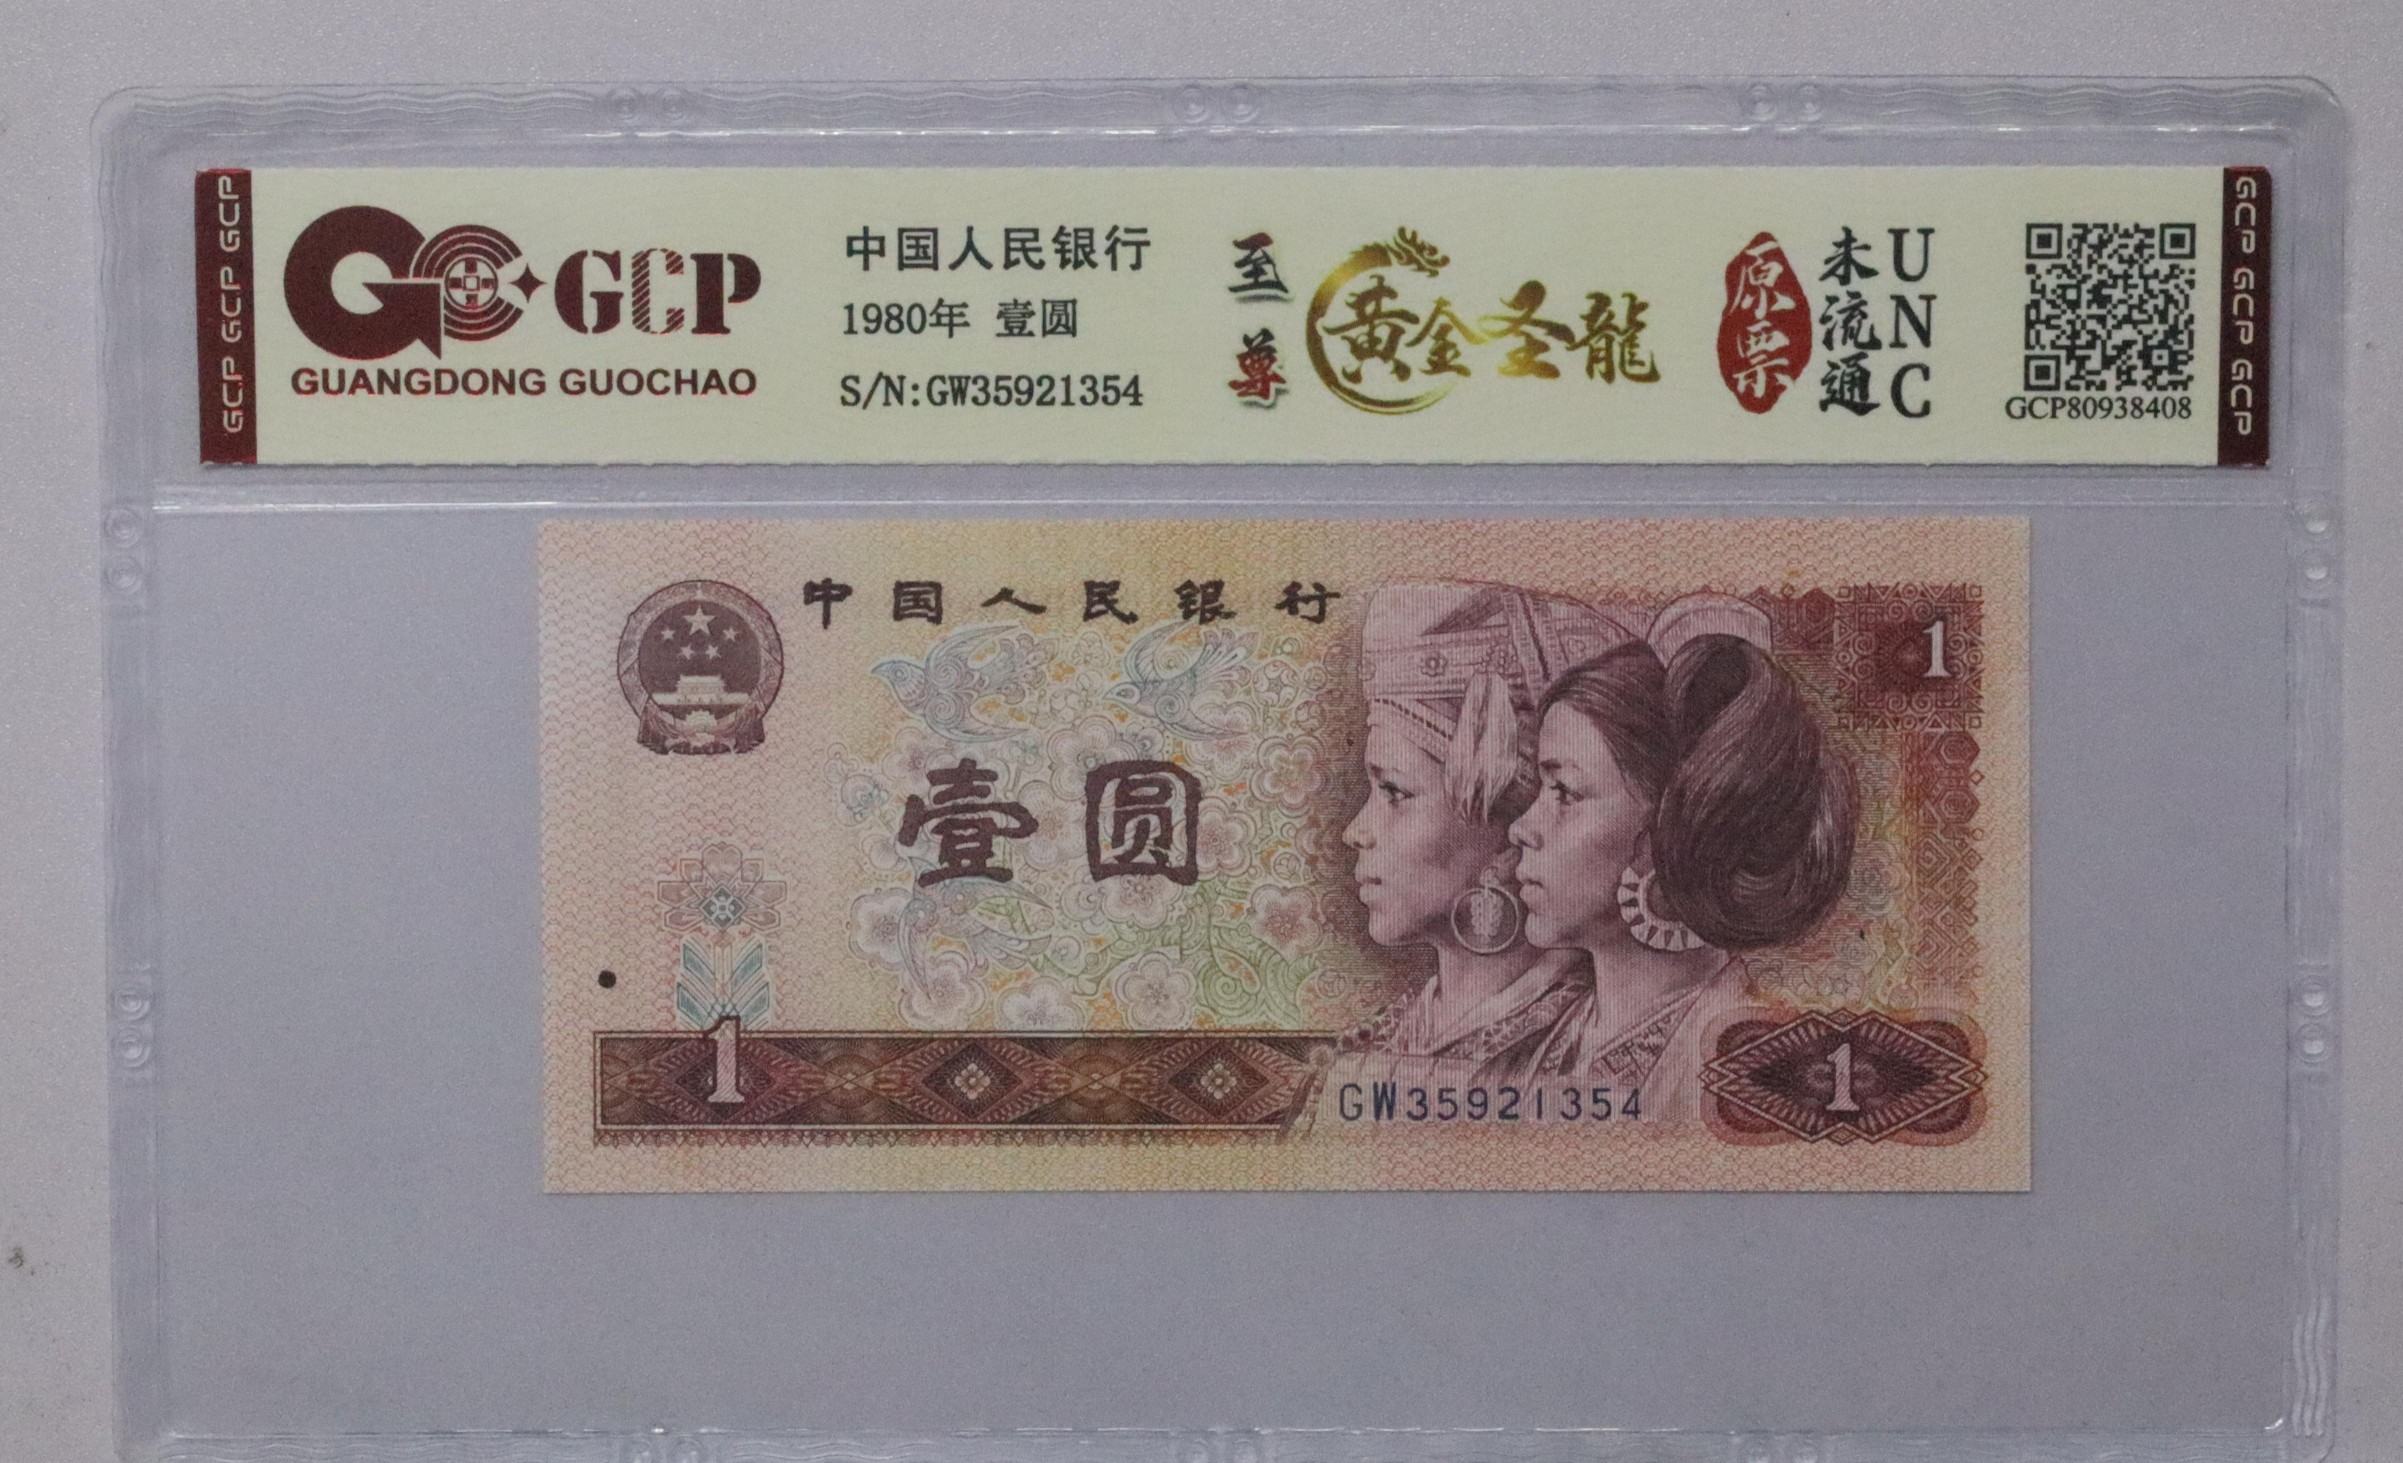 GCP GCP GCP
GCP
GUANGDONG GUOCHAO
中国人民银行
1980年 壹圆
S/N:GW35921354
至尊
黄金圣龍
原票
未流通
UNC
GCP80938408
GCP GCP GCP
中国人民银行
1
壹圆
1
GW35921354
1